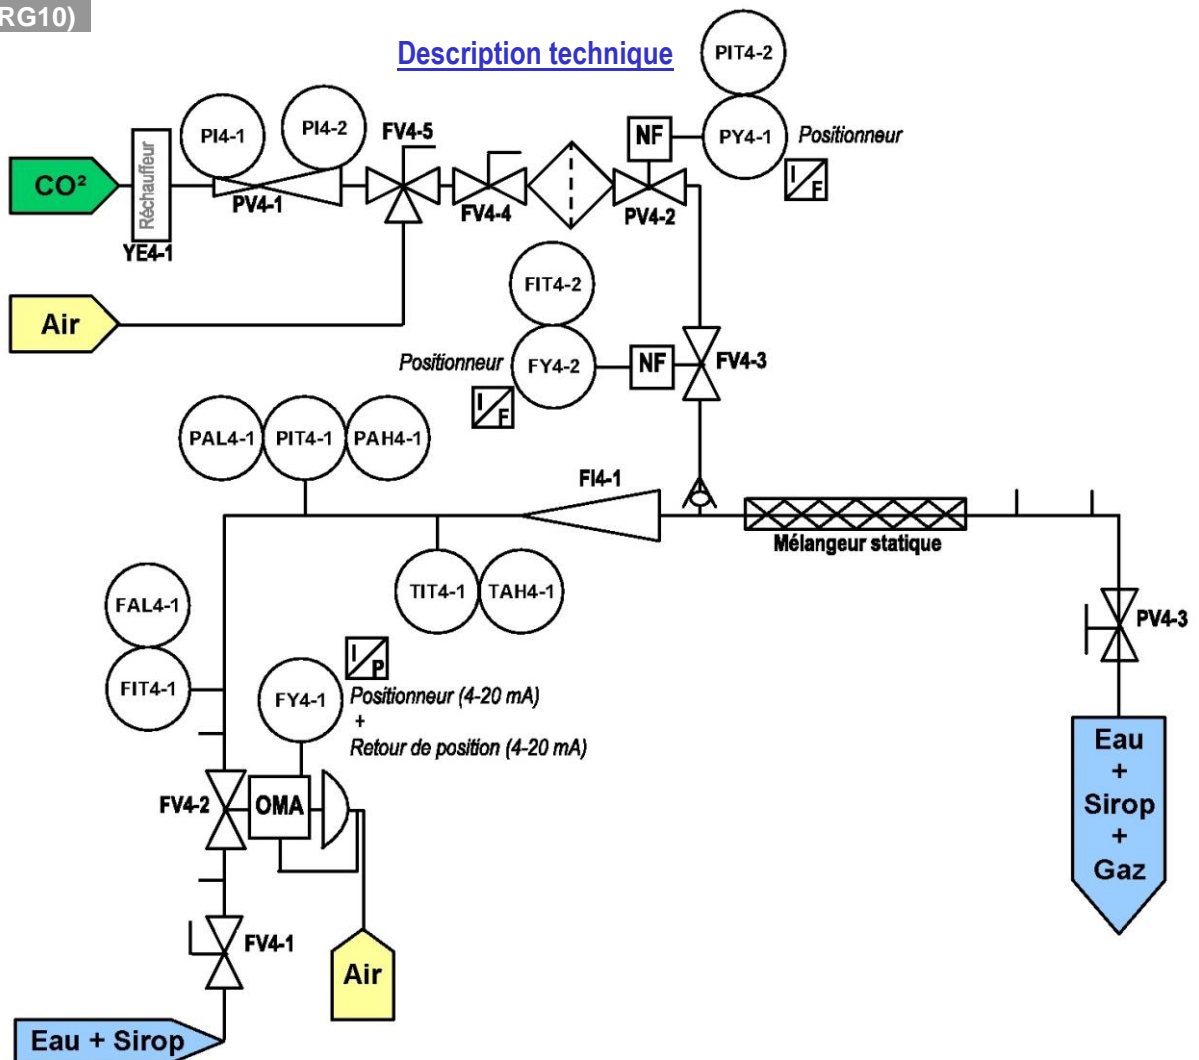 RG10)
Description technique
PIT4-2
PI4-1
PI4-2
FV4-5
NF
PY4-1
Positionneur
I
F
CO²
Réchauffeur
PV4-1
FV4-4
PV4-2
YE4-1
FIT4-2
Air
Positionneur
FY4-2
NF
FV4-3
I
F
PAL4-1
PIT4-1
PAH4-1
FI4-1
Mélangeur statique
TIT4-1
TAH4-1
FAL4-1
PV4-3
I
P
FIT4-1
FY4-1
Positionneur (4-20 mA)
+
Retour de position (4-20 mA)
Eau
+
Sirop
+
Gaz
FV4-2
OMA
FV4-1
Air
Eau + Sirop